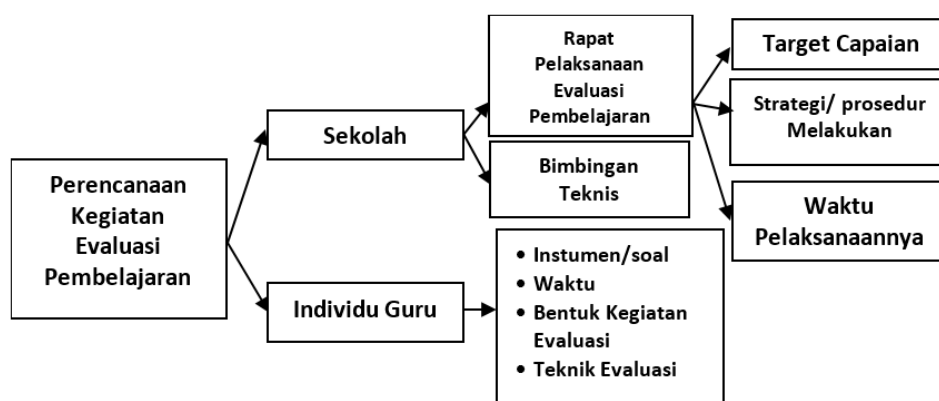 Perencanaan
Kegiatan
Evaluasi
Pembelajaran
Sekolah
Individu Guru
Rapat
Pelaksanaan
Evaluasi
Pembelajaran
Bimbingan
Teknis
• Instumen/soal
• Waktu
• Bentuk Kegiatan
Evaluasi
• Teknik Evaluasi
Target Capaian
Strategi/ prosedur
Melakukan
Waktu
Pelaksanaannya